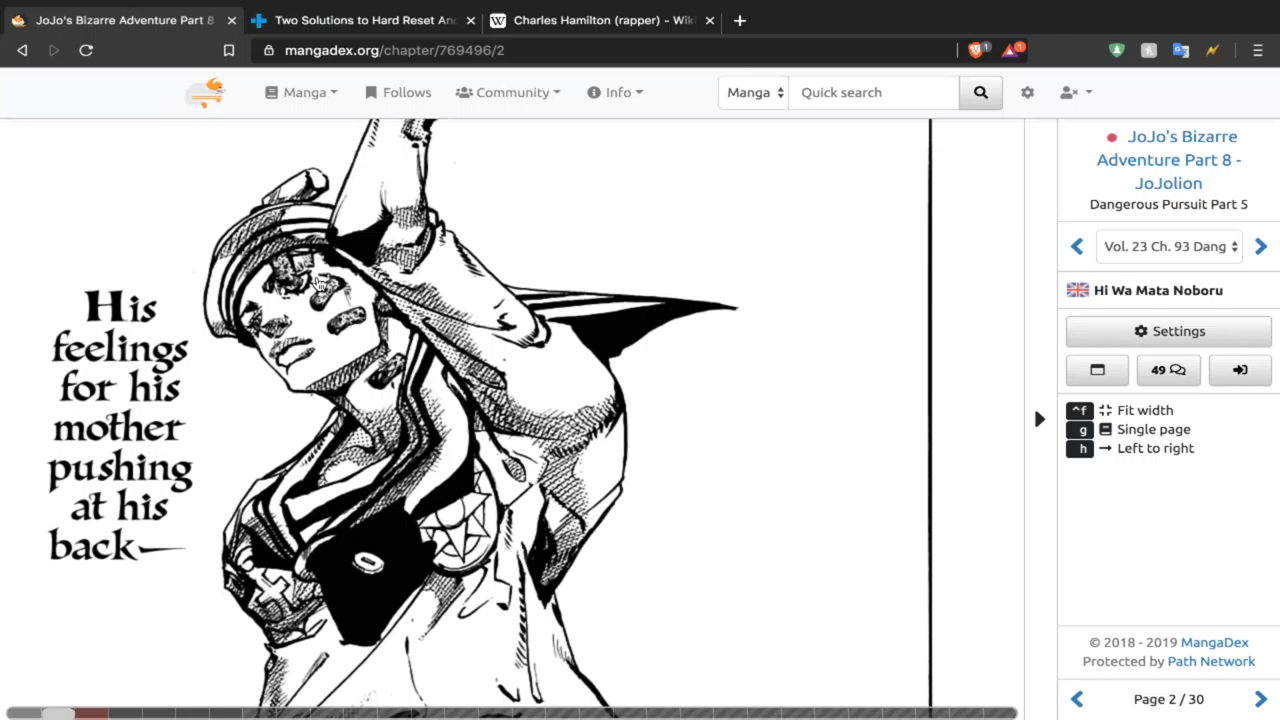 JoJo's Bizarre Adventure Part 8
Two Solutions to Hard Reset And
Charles Hamilton (rapper) - Wiki
mangadex.org/chapter/769496/2
1
1
Manga
Follows
Community
Info
Manga
Quick search
His
feelings
for his
mother
pushing
at his
back—
JoJo's Bizarre
Adventure Part 8 -
JoJolion
Dangerous Pursuit Part 5
Vol. 23 Ch. 93 Dang
Hi Wa Mata Noboru
Settings
49
^f Fit width
g Single page
h Left to right
© 2018 - 2019 MangaDex
Protected by Path Network
Page 2 / 30